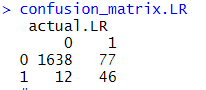 > confusion_matrix.LR
actual.LR
0 1
0 1638 77
1 12 46